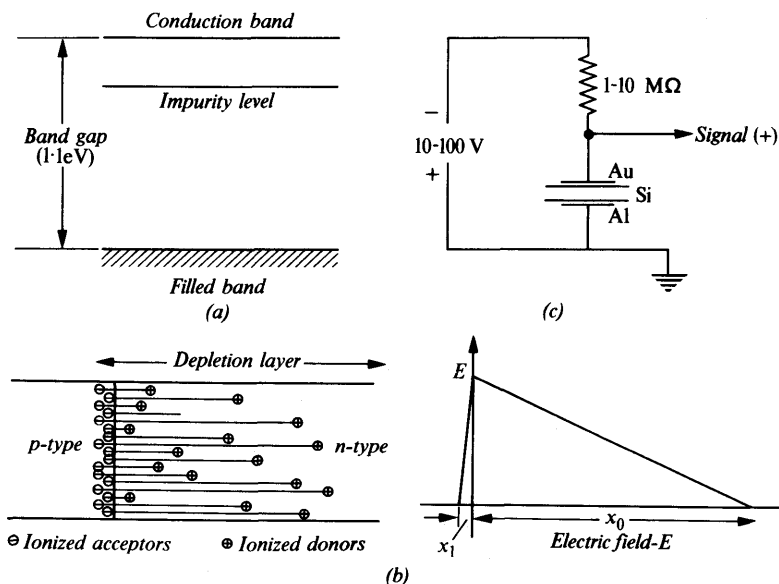 Conduction band
Impurity level
Band gap
(1·1eV)
Filled band
(a)
1-10 MΩ
−
10-100 V
+
Signal (+)
Au
Si
Al
(c)
Depletion layer
p-type
n-type
⊖ Ionized acceptors
⊕ Ionized donors
E
x₁
x₀
Electric field-E
(b)